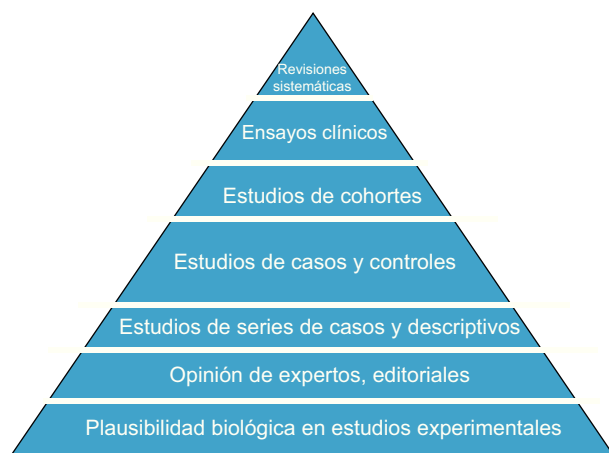 Revisiones
sistemáticas
Ensayos clínicos
Estudios de cohortes
Estudios de casos y controles
Estudios de series de casos y descriptivos
Opinión de expertos, editoriales
Plausibilidad biológica en estudios experimentales